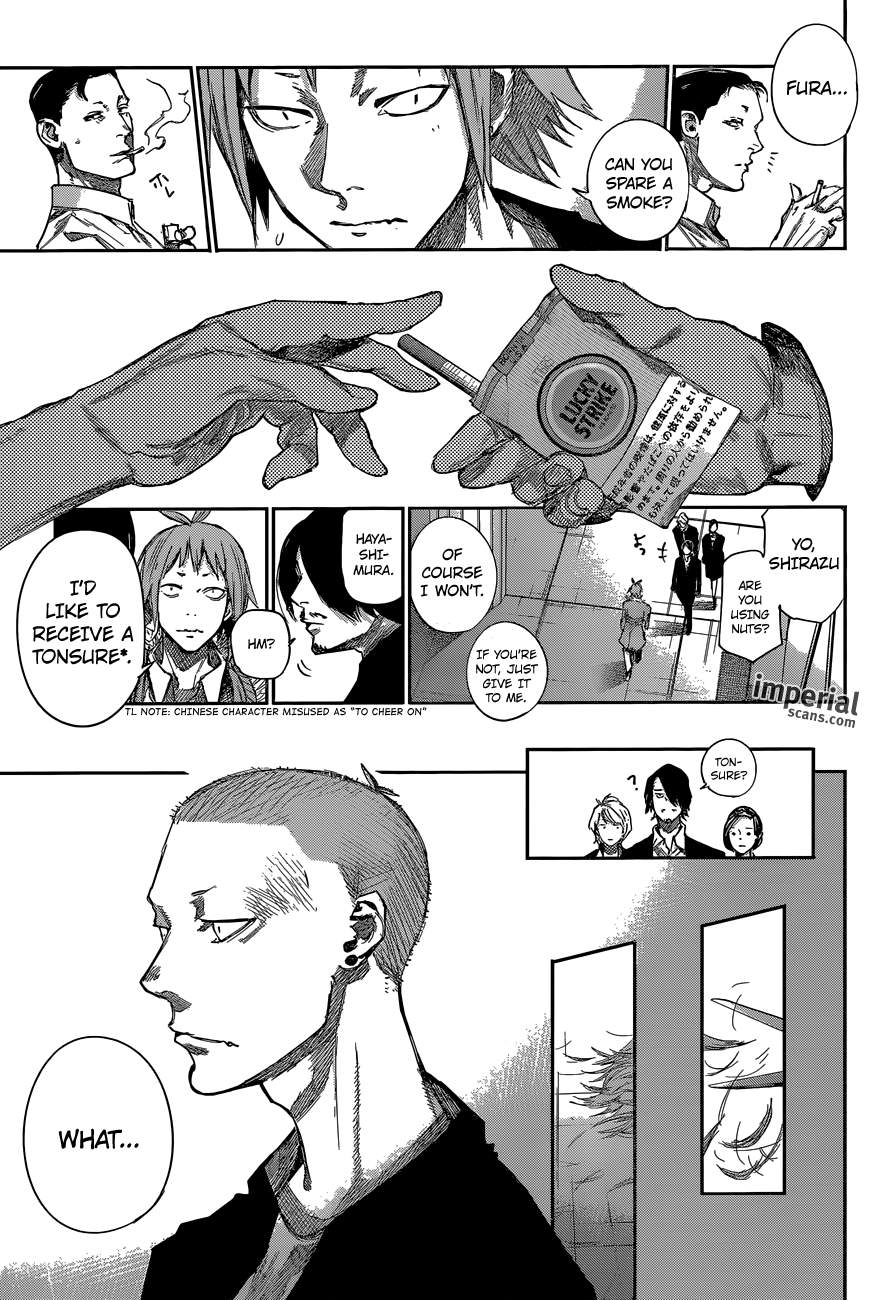 FURA...
CAN YOU
SPARE A
SMOKE?
LUCKY
STRIKE
YO,
SHIRAZU
ARE
YOU
USING
NUTS?
OF
COURSE
I WON'T.
IF YOU'RE
NOT, JUST
GIVE IT
TO ME.
HAYA-
SHI-
MURA.
HM?
I'D
LIKE TO
RECEIVE A
TONSURE*.
TL NOTE: CHINESE CHARACTER MISUSED AS "TO CHEER ON"
imperial
scans.com
TON-
SURE?
?
WHAT...